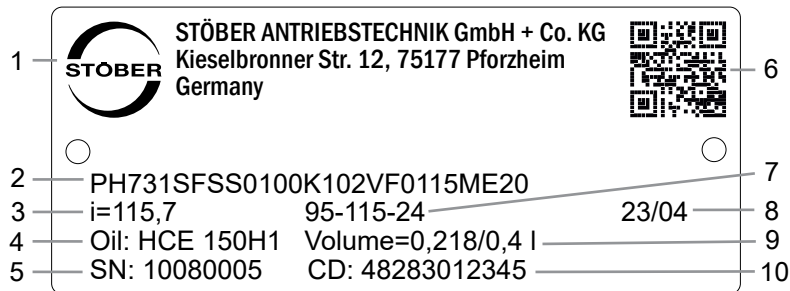 STÖBER ANTRIEBSTECHNIK GmbH + Co. KG
Kieselbronner Str. 12, 75177 Pforzheim
Germany
1 STÖBER 6
2 PH731SFSS0100K102VF0115ME20 7
3 i=115,7 95-115-24 23/04 8
4 Oil: HCE 150H1 Volume=0,218/0,4 l 9
5 SN: 10080005 CD: 48283012345 10